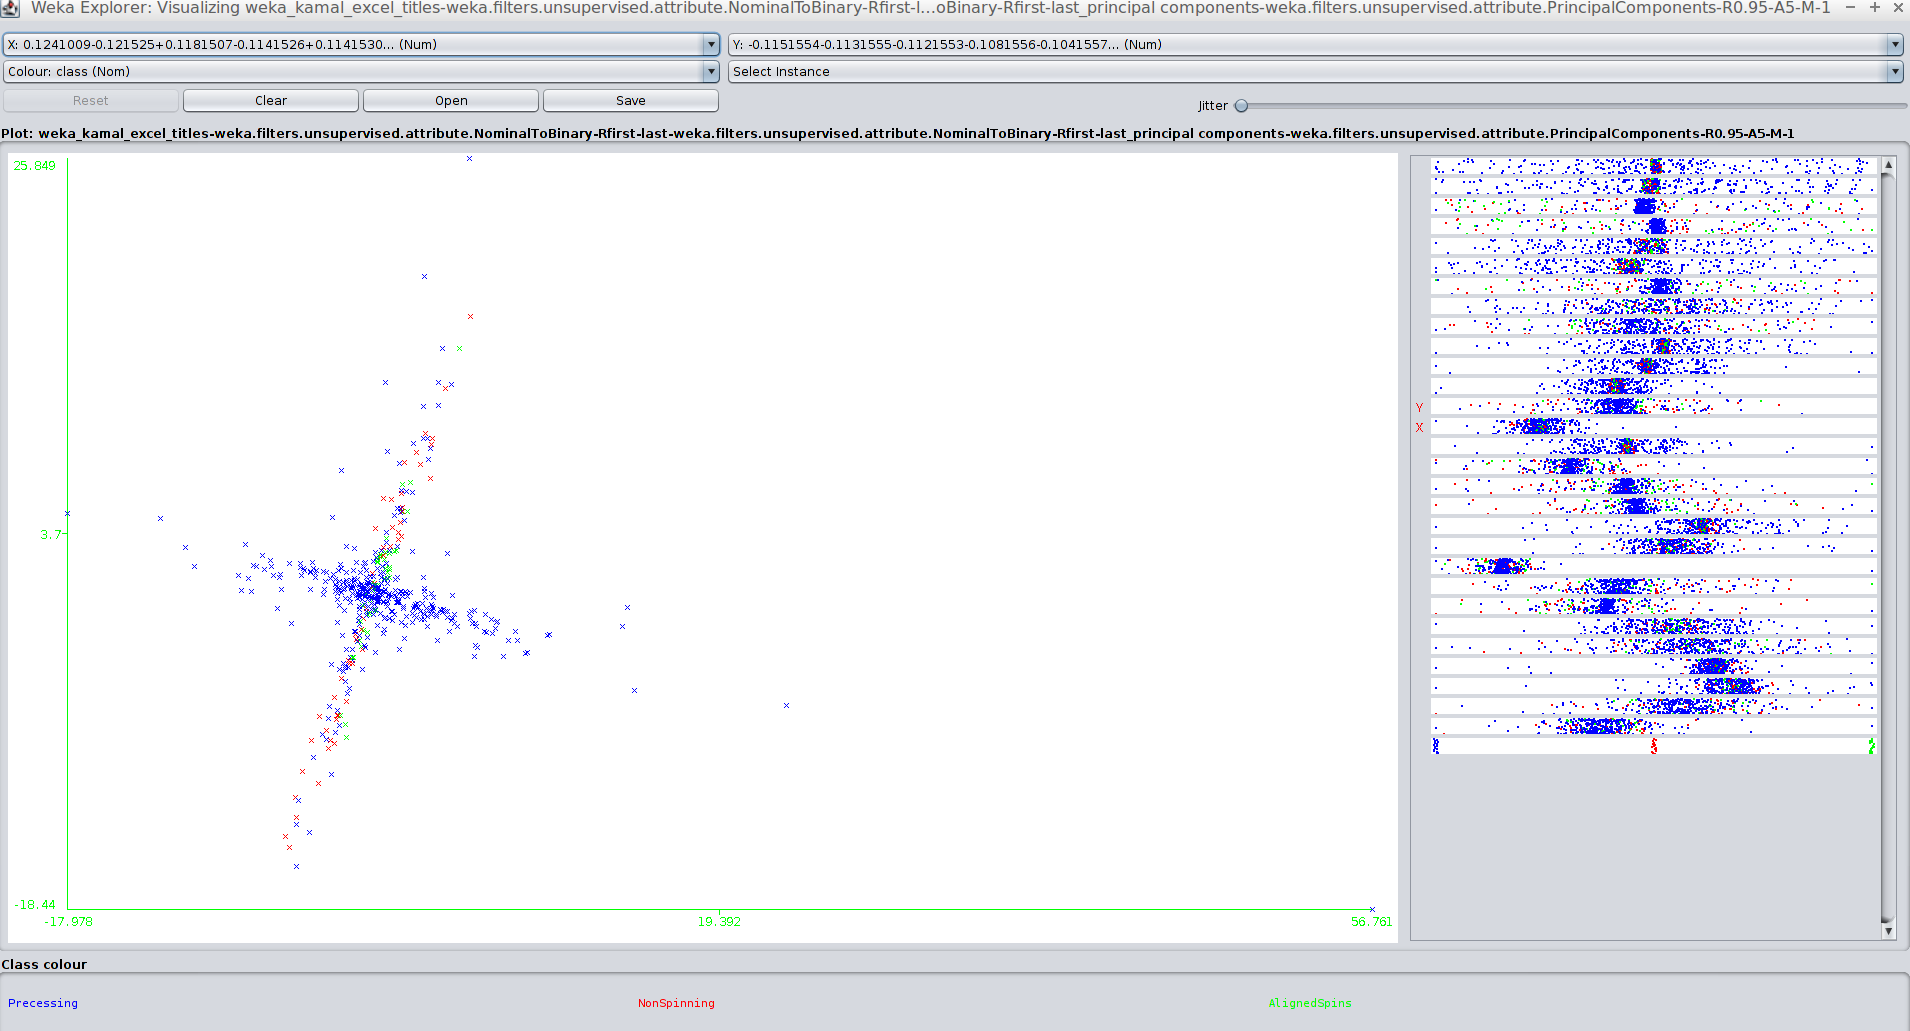 Weka Explorer: Visualizing weka_kamal_excel_titles-weka.filters.unsupervised.attribute.NominalToBinary-Rfirst-l...oBinary-Rfirst-last_principal components-weka.filters.unsupervised.attribute.PrincipalComponents-R0.95-A5-M-1
X: 0.1241009-0.121525+0.1181507-0.1141526+0.1141530... (Num)
Y: -0.1151554-0.1131555-0.1121553-0.1081556-0.1041557... (Num)
Colour: class (Nom)
Select Instance
Reset
Clear
Open
Save
Jitter
Plot: weka_kamal_excel_titles-weka.filters.unsupervised.attribute.NominalToBinary-Rfirst-last-weka.filters.unsupervised.attribute.NominalToBinary-Rfirst-last_principal components-weka.filters.unsupervised.attribute.PrincipalComponents-R0.95-A5-M-1
25.849
3.7
-18.44
-17.978
19.392
56.761
Y
X
Class colour
Precessing
NonSpinning
AlignedSpins